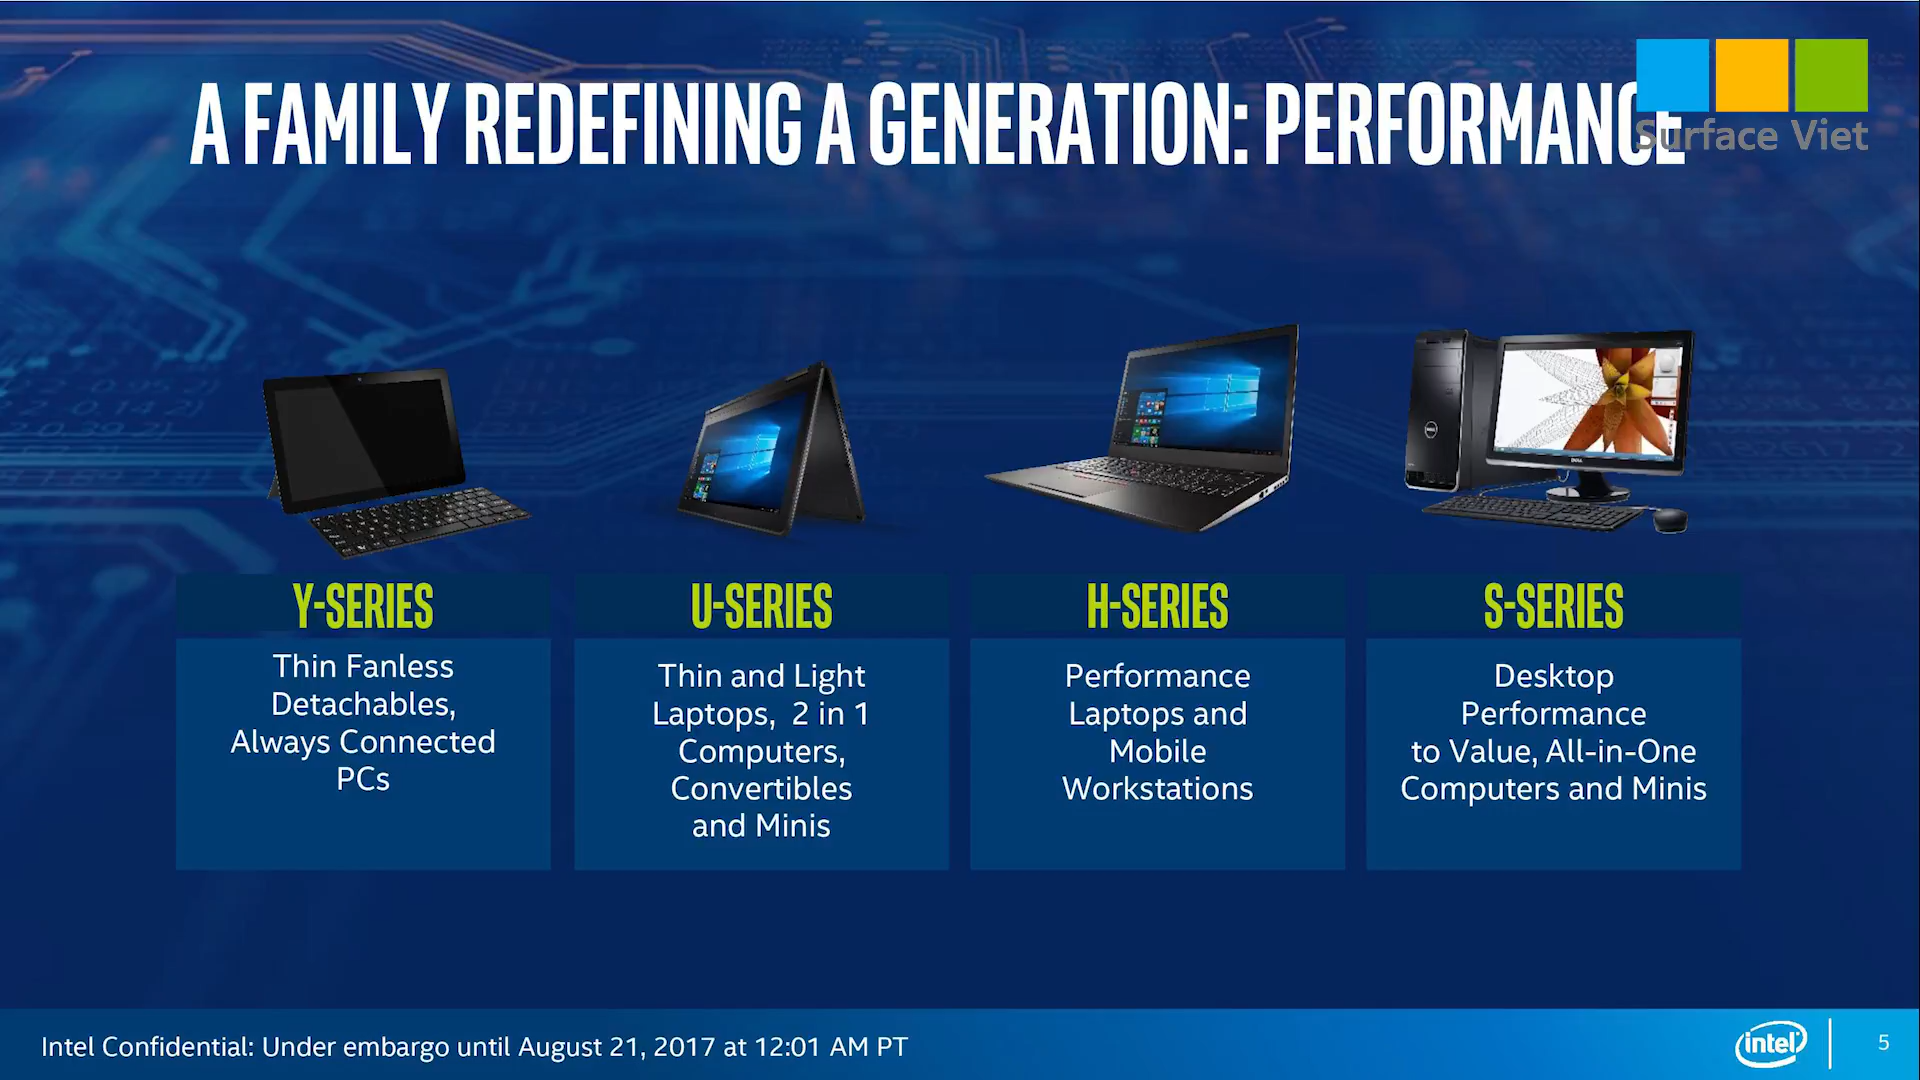 A FAMILY REDEFINING A GENERATION: PERFORMANCE
Surface Viet
Y-SERIES
Thin Fanless
Detachables,
Always Connected
PCs
U-SERIES
Thin and Light
Laptops, 2 in 1
Computers,
Convertibles
and Minis
H-SERIES
Performance
Laptops and
Mobile
Workstations
S-SERIES
Desktop
Performance
to Value, All-in-One
Computers and Minis
Intel Confidential: Under embargo until August 21, 2017 at 12:01 AM PT
intel
5